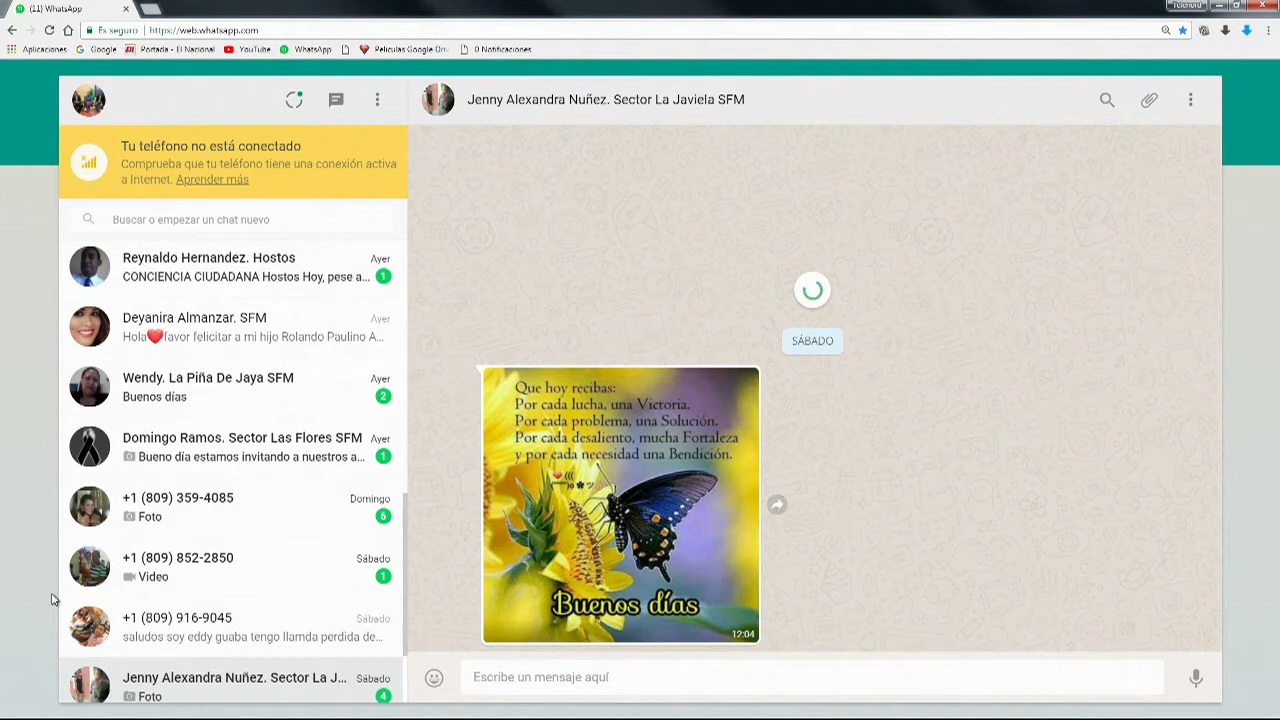 (11) WhatsApp
Teleñord
Es seguro | https://web.whatsapp.com
Aplicaciones Google Portada - El Nacional YouTube WhatsApp Peliculas Google Driv 0 Notificaciones
Jenny Alexandra Nuñez. Sector La Javiela SFM
Tu teléfono no está conectado
Comprueba que tu teléfono tiene una conexión activa
a Internet. Aprender más
Buscar o empezar un chat nuevo
Reynaldo Hernandez. Hostos Ayer
CONCIENCIA CIUDADANA Hostos Hoy, pese a... 1
Deyanira Almanzar. SFM Ayer
Hola❤️favor felicitar a mi hijo Rolando Paulino A...
Wendy. La Piña De Jaya SFM Ayer
Buenos días 2
Domingo Ramos. Sector Las Flores SFM Ayer
Bueno día estamos invitando a nuestros a... 1
+1 (809) 359-4085 Domingo
Foto 6
+1 (809) 852-2850 Sábado
Video 1
+1 (809) 916-9045 Sábado
saludos soy eddy guaba tengo llamda perdida de...
Jenny Alexandra Nuñez. Sector La J... Sábado
Foto 4
SÁBADO
Que hoy recibas:
Por cada lucha, una Victoria.
Por cada problema, una Solución.
Por cada desaliento, mucha Fortaleza
y por cada necesidad una Bendición.
Buenos días
12:04
Escribe un mensaje aquí